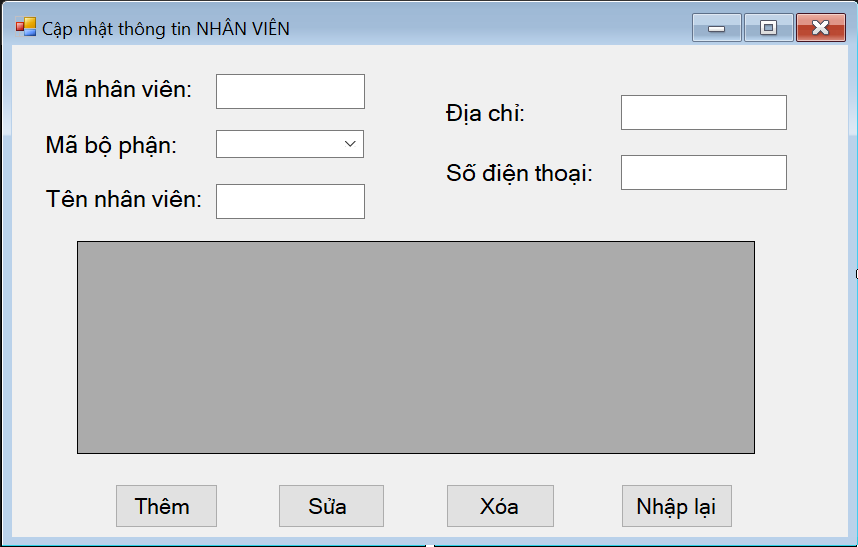 Cập nhật thông tin NHÂN VIÊN
Mã nhân viên:
Mã bộ phận:
Tên nhân viên:
Địa chỉ:
Số điện thoại:
Thêm
Sửa
Xóa
Nhập lại